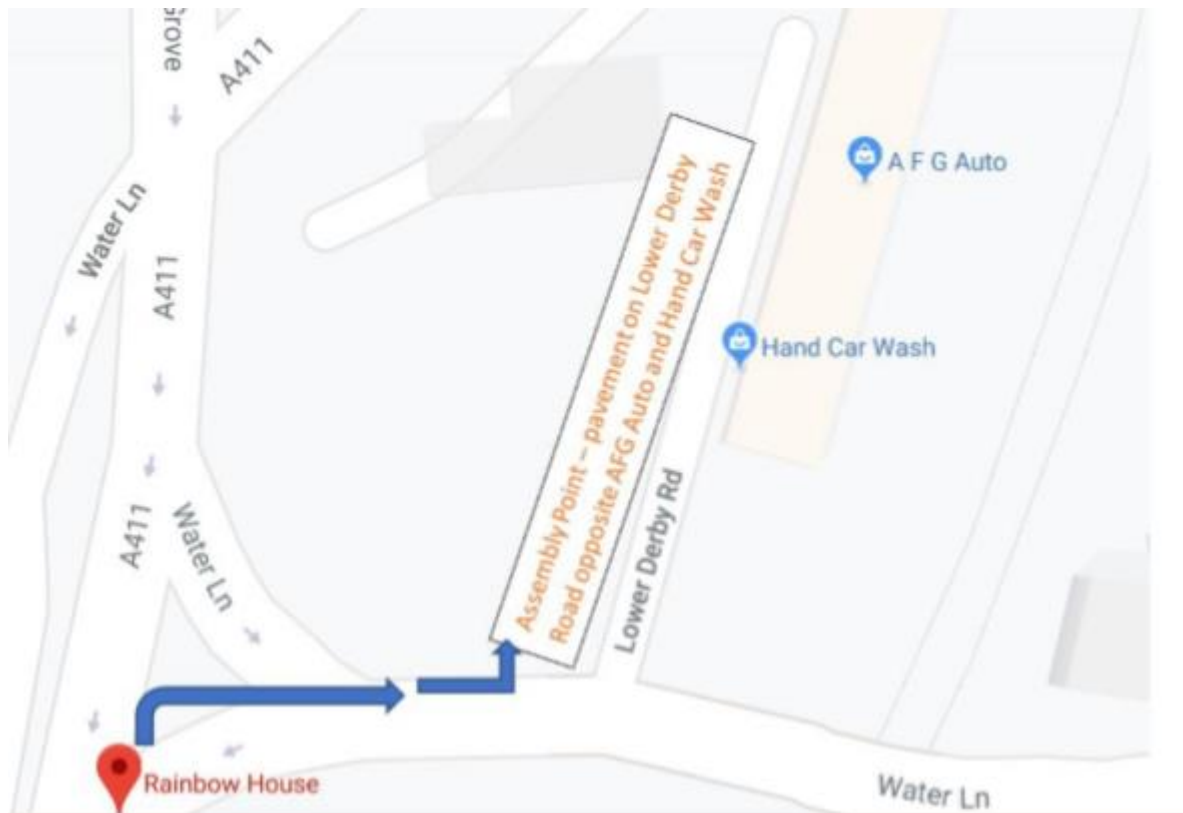 Grove
A411
Water Ln
A411
A F G Auto
Hand Car Wash
Assembly Point – pavement on Lower Derby
Road opposite AFG Auto and Hand Car Wash
A411
Water Ln
Lower Derby Rd
Rainbow House
Water Ln